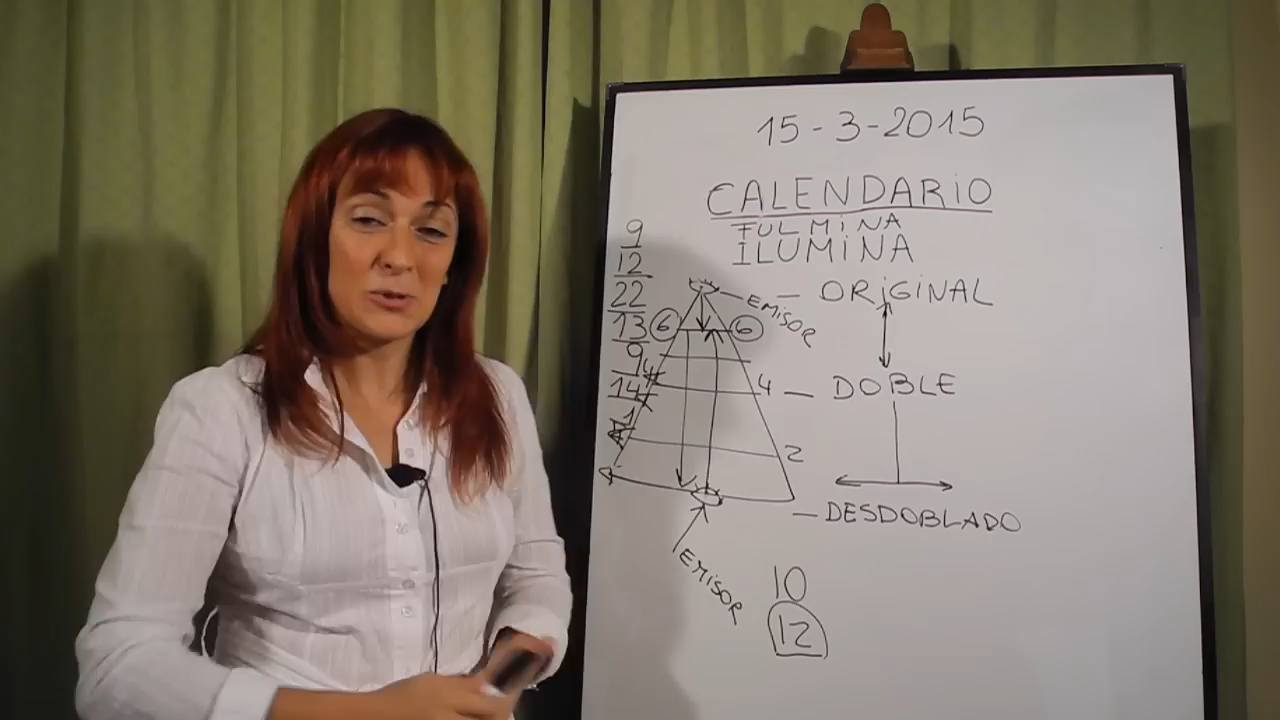 15-3-2015
CALENDARIO
FULMINA
ILUMINA
9
12
22
13
9
14
1
EMISOR
6
6
4
4
2
— ORiGINAL
— DOBLE
— DESDOBLADO
EMISOR
10
12